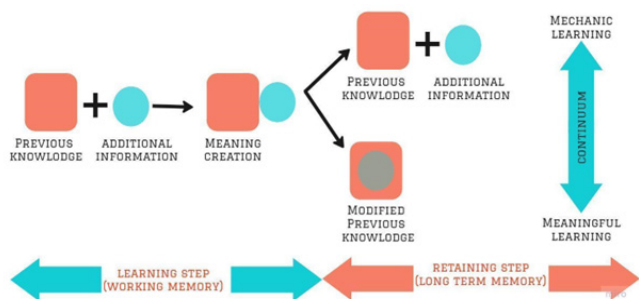 MECHANIC
LEARNING
PREVIOUS
KNOWLODGE
ADDITIONAL
INFORMATION
PREVIOUS
KNOWLEDGE
ADDITIONAL
INFORMATION
MEANING
CREATION
CONTINUUM
MODIFIED
PREVIOUS
KNOWLEDGE
MEANINGFUL
LEARNING
LEARNING STEP
(WORKING MEMORY)
RETAINING STEP
(LONG TERM MEMORY)